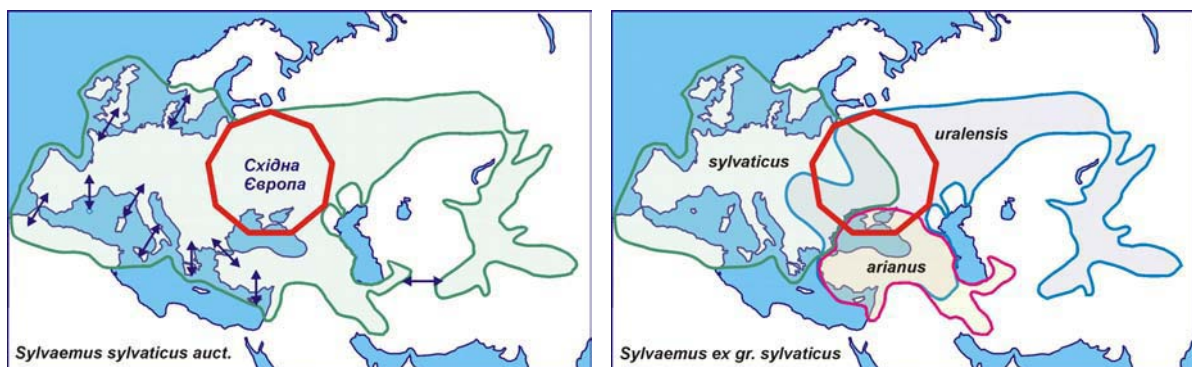 Східна
Європа
Sylvaemus sylvaticus auct.
sylvaticus
uralensis
arianus
Sylvaemus ex gr. sylvaticus